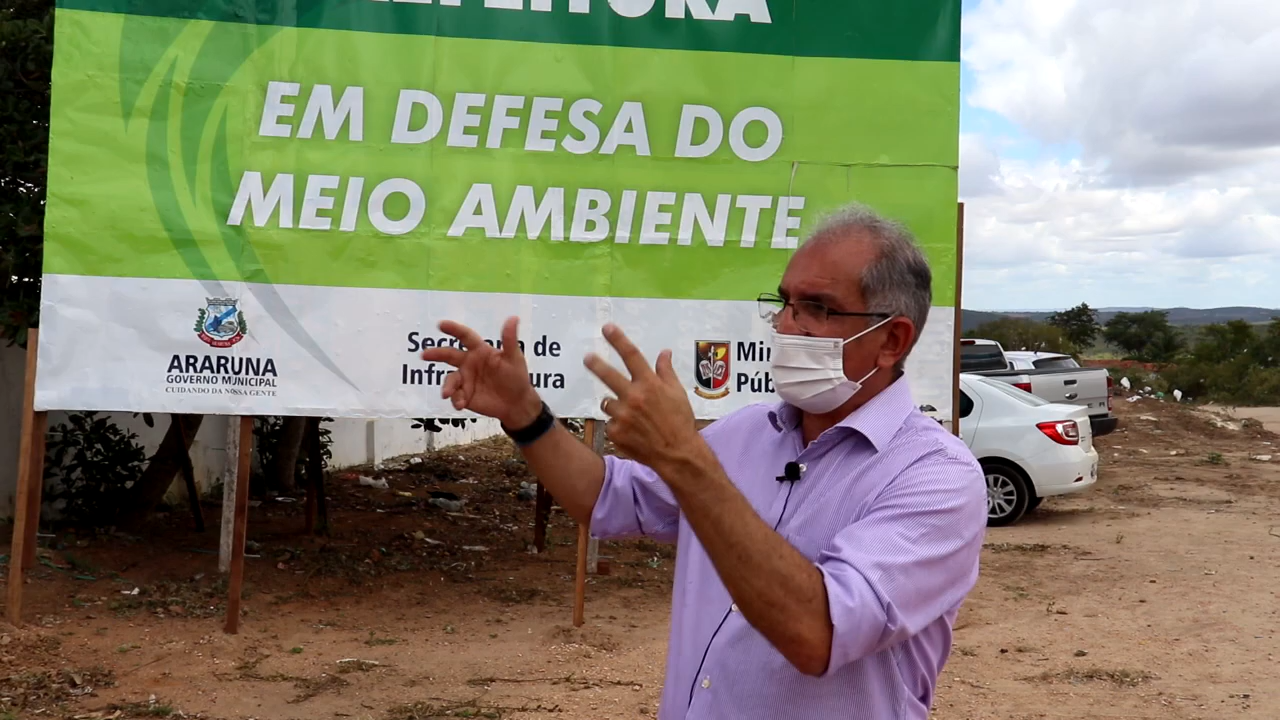 EM DEFESA DO
MEIO AMBIENTE
ARARUNA
GOVERNO MUNICIPAL
CUIDANDO DA NOSSA GENTE